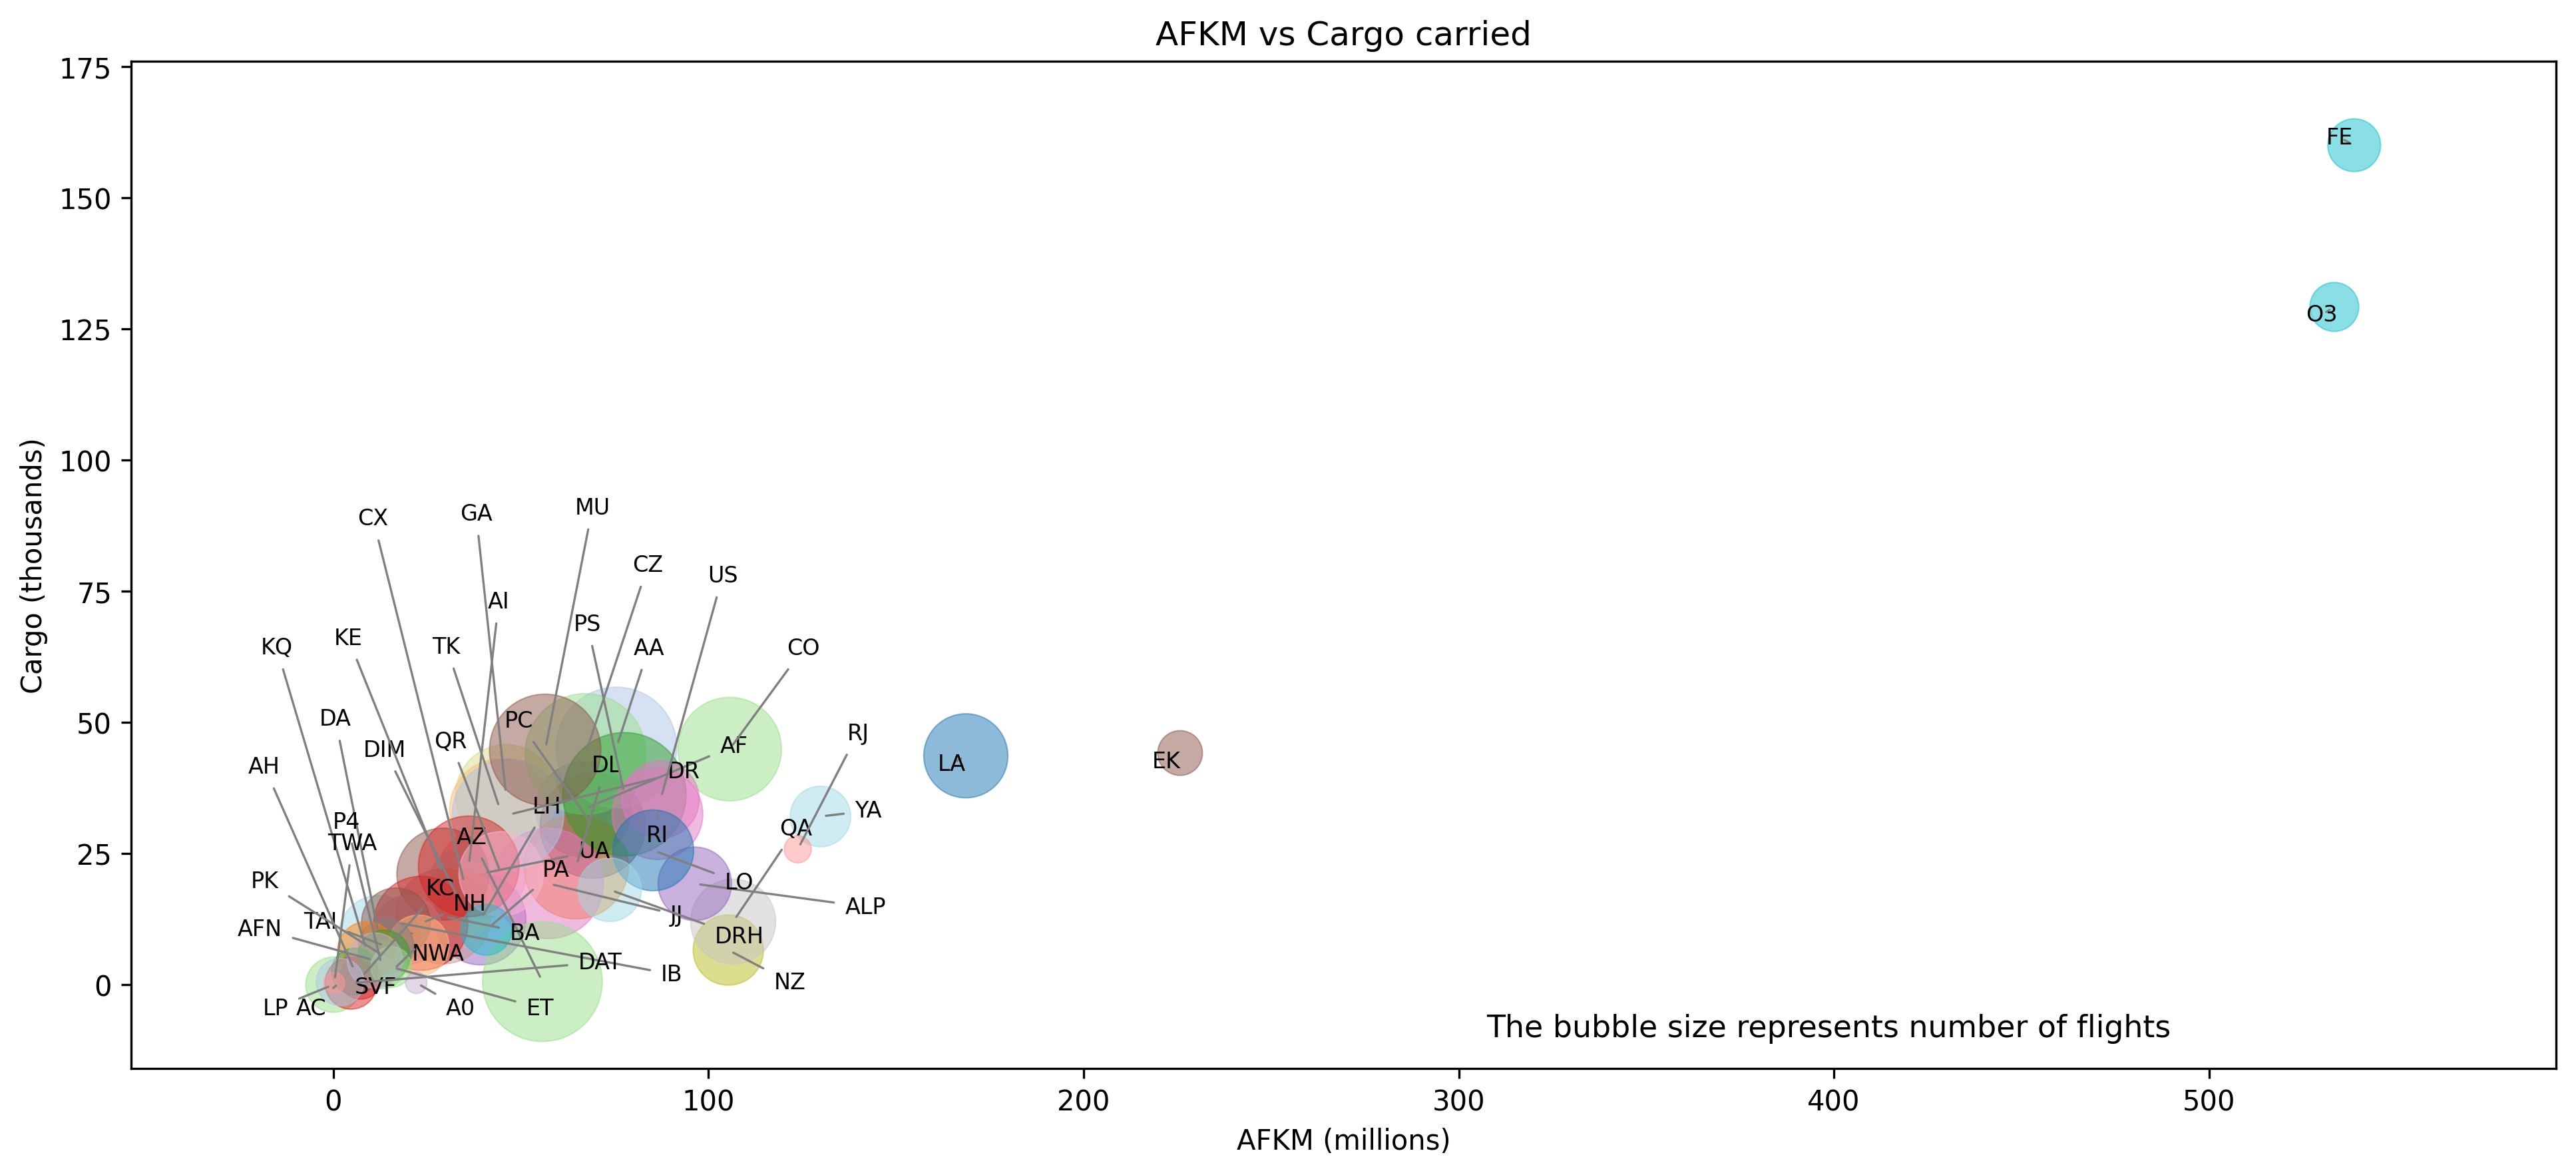 AFKM vs Cargo carried
175
150
125
100
75
50
25
0
Cargo (thousands)
FE
O3
MU
GA
CX
CZ
US
AI
PS
KE
TK
KQ
AA
CO
DA
PC
RJ
QR
DIM
AF
DL
DR
LA
EK
AH
LH
YA
P4
QA
TWA
AZ
RI
UA
PA
PK
KC
LO
NH
ALP
TAI
JJ
AFN
BA
DRH
NWA
DAT
IB
SVF
NZ
LP
AC
A0
ET
The bubble size represents number of flights
0 100 200 300 400 500
AFKM (millions)